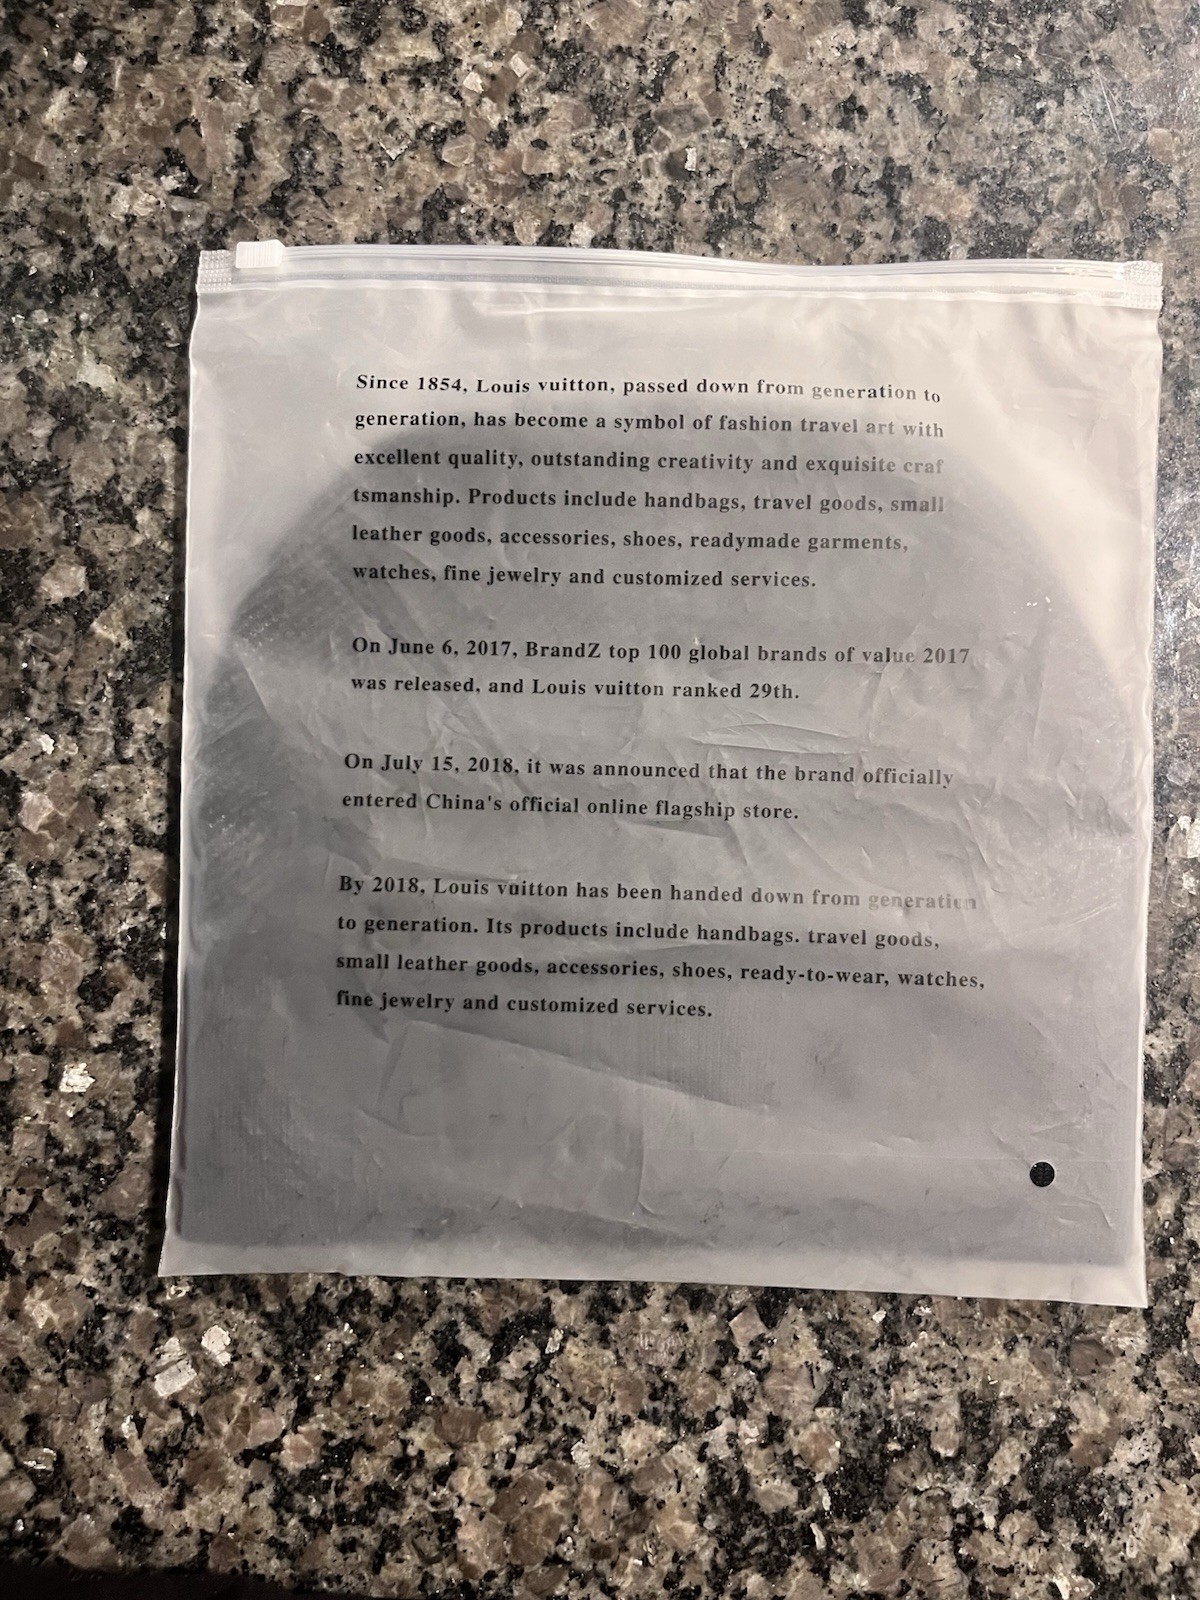 Since 1854, Louis vuitton, passed down from generation to
generation, has become a symbol of fashion travel art with
excellent quality, outstanding creativity and exquisite craf
tsmanship. Products include handbags, travel goods, small
leather goods, accessories, shoes, readymade garments,
watches, fine jewelry and customized services.
On June 6, 2017, BrandZ top 100 global brands of value 2017
was released, and Louis vuitton ranked 29th.
On July 15, 2018, it was announced that the brand officially
entered China's official online flagship store.
By 2018, Louis vuitton has been handed down from generation
to generation. Its products include handbags. travel goods,
small leather goods, accessories, shoes, ready-to-wear, watches,
fine jewelry and customized services.